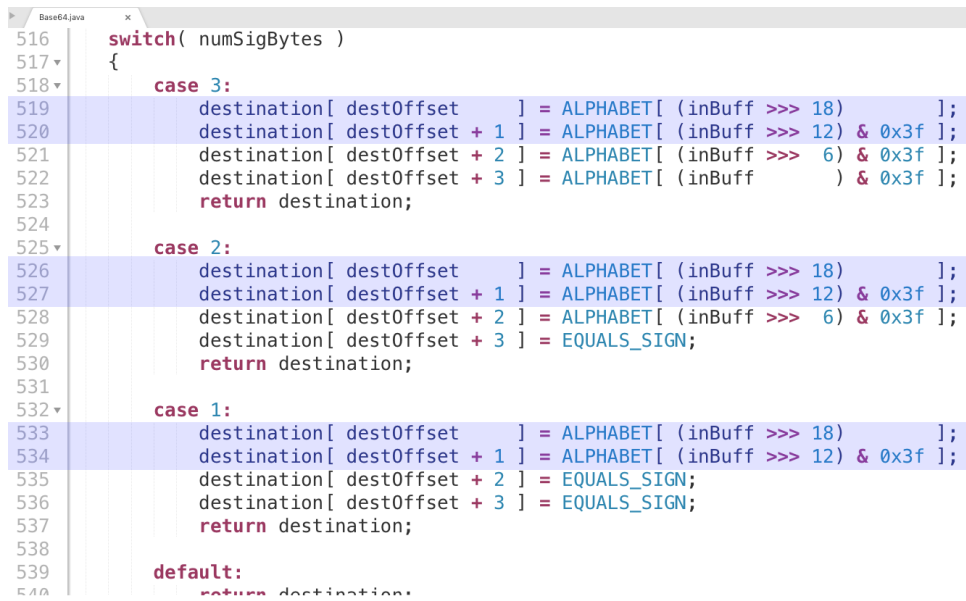 Base64.java ×
516 switch( numSigBytes )
517 {
518 case 3:
519 destination[ destOffset ] = ALPHABET[ (inBuff >>> 18) ];
520 destination[ destOffset + 1 ] = ALPHABET[ (inBuff >>> 12) & 0x3f ];
521 destination[ destOffset + 2 ] = ALPHABET[ (inBuff >>> 6) & 0x3f ];
522 destination[ destOffset + 3 ] = ALPHABET[ (inBuff ) & 0x3f ];
523 return destination;
524
525 case 2:
526 destination[ destOffset ] = ALPHABET[ (inBuff >>> 18) ];
527 destination[ destOffset + 1 ] = ALPHABET[ (inBuff >>> 12) & 0x3f ];
528 destination[ destOffset + 2 ] = ALPHABET[ (inBuff >>> 6) & 0x3f ];
529 destination[ destOffset + 3 ] = EQUALS_SIGN;
530 return destination;
531
532 case 1:
533 destination[ destOffset ] = ALPHABET[ (inBuff >>> 18) ];
534 destination[ destOffset + 1 ] = ALPHABET[ (inBuff >>> 12) & 0x3f ];
535 destination[ destOffset + 2 ] = EQUALS_SIGN;
536 destination[ destOffset + 3 ] = EQUALS_SIGN;
537 return destination;
538
539 default:
540 return destination;